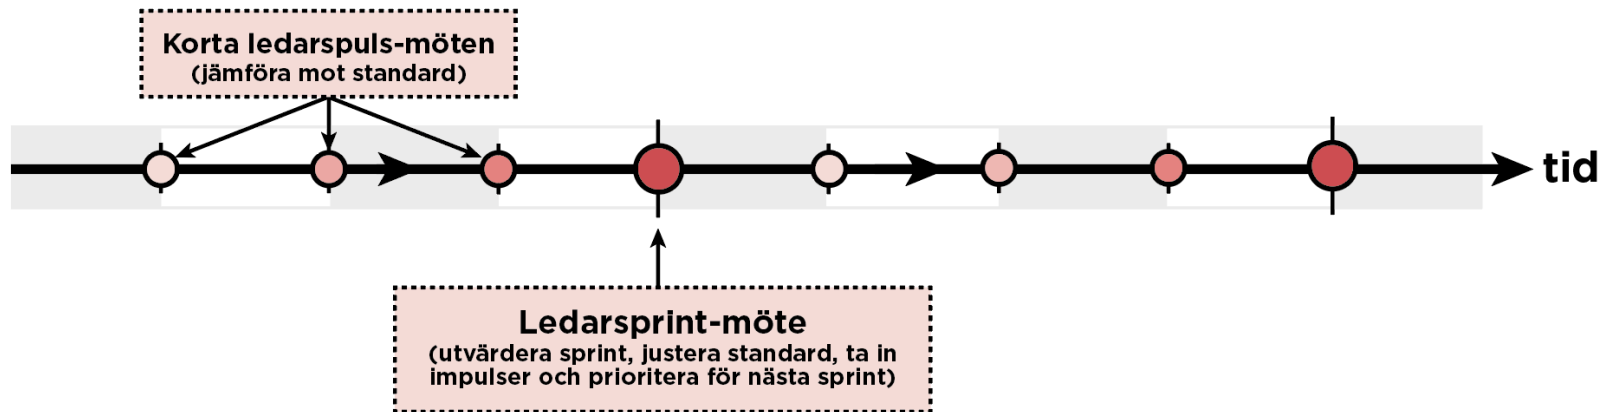 Korta ledarspuls-möten
(jämföra mot standard)
tid
Ledarsprint-möte
(utvärdera sprint, justera standard, ta in
impulser och prioritera för nästa sprint)